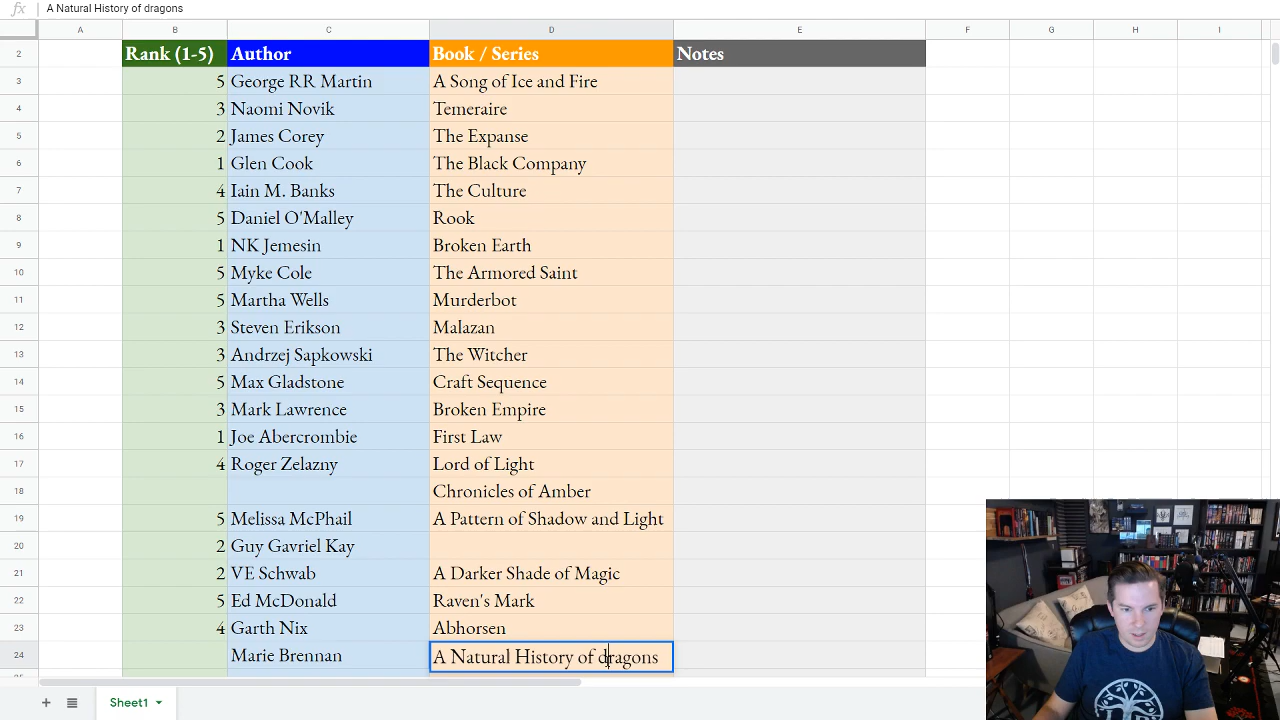 fx A Natural History of dragons
A B C D E F G H I
2 Rank (1-5) Author Book / Series Notes
3 5 George RR Martin A Song of Ice and Fire
4 3 Naomi Novik Temeraire
5 2 James Corey The Expanse
6 1 Glen Cook The Black Company
7 4 Iain M. Banks The Culture
8 5 Daniel O'Malley Rook
9 1 NK Jemesin Broken Earth
10 5 Myke Cole The Armored Saint
11 5 Martha Wells Murderbot
12 3 Steven Erikson Malazan
13 3 Andrzej Sapkowski The Witcher
14 5 Max Gladstone Craft Sequence
15 3 Mark Lawrence Broken Empire
16 1 Joe Abercrombie First Law
17 4 Roger Zelazny Lord of Light
18 Chronicles of Amber
19 5 Melissa McPhail A Pattern of Shadow and Light
20 2 Guy Gavriel Kay
21 2 VE Schwab A Darker Shade of Magic
22 5 Ed McDonald Raven's Mark
23 4 Garth Nix Abhorsen
24 Marie Brennan A Natural History of dragons
Sheet1